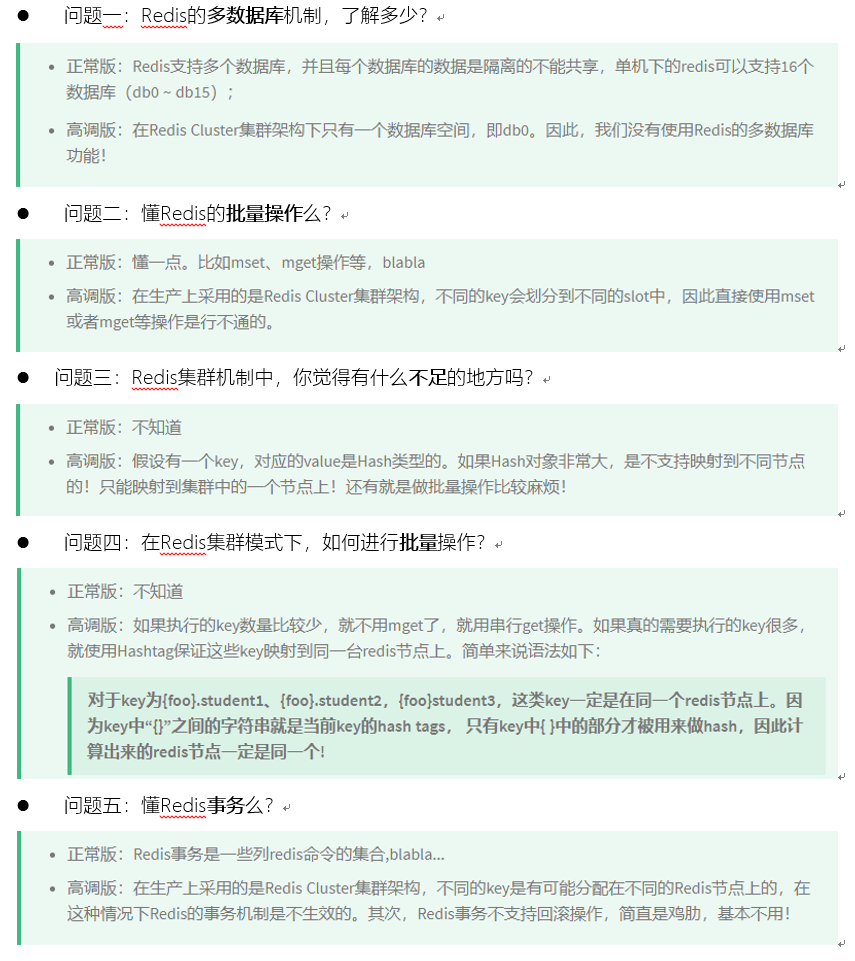 ● 问题一：Redis的多数据库机制，了解多少？
• 正常版：Redis支持多个数据库，并且每个数据库的数据是隔离的不能共享，单机下的redis可以支持16个
数据库（db0 ~ db15）；
• 高调版：在Redis Cluster集群架构下只有一个数据库空间，即db0。因此，我们没有使用Redis的多数据库
功能！
● 问题二：懂Redis的批量操作么？
• 正常版：懂一点。比如mset、mget操作等，blabla
• 高调版：在生产上采用的是Redis Cluster集群架构，不同的key会划分到不同的slot中，因此直接使用mset
或者mget等操作是行不通的。
● 问题三：Redis集群机制中，你觉得有什么不足的地方吗？
• 正常版：不知道
• 高调版：假设有一个key，对应的value是Hash类型的。如果Hash对象非常大，是不支持映射到不同节点
的！只能映射到集群中的一个节点上！还有就是做批量操作比较麻烦！
● 问题四：在Redis集群模式下，如何进行批量操作？
• 正常版：不知道
• 高调版：如果执行的key数量比较少，就不用mget了，就用串行get操作。如果真的需要执行的key很多，
就使用Hashtag保证这些key映射到同一台redis节点上。简单来说语法如下：
对于key为{foo}.student1、{foo}.student2，{foo}student3，这类key一定是在同一个redis节点上。因
为key中“{}”之间的字符串就是当前key的hash tags， 只有key中{ }中的部分才被用来做hash，因此计
算出来的redis节点一定是同一个!
● 问题五：懂Redis事务么？
• 正常版：Redis事务是一些列redis命令的集合,blabla...
• 高调版：在生产上采用的是Redis Cluster集群架构，不同的key是有可能分配在不同的Redis节点上的，在
这种情况下Redis的事务机制是不生效的。其次，Redis事务不支持回滚操作，简直是鸡肋，基本不用！